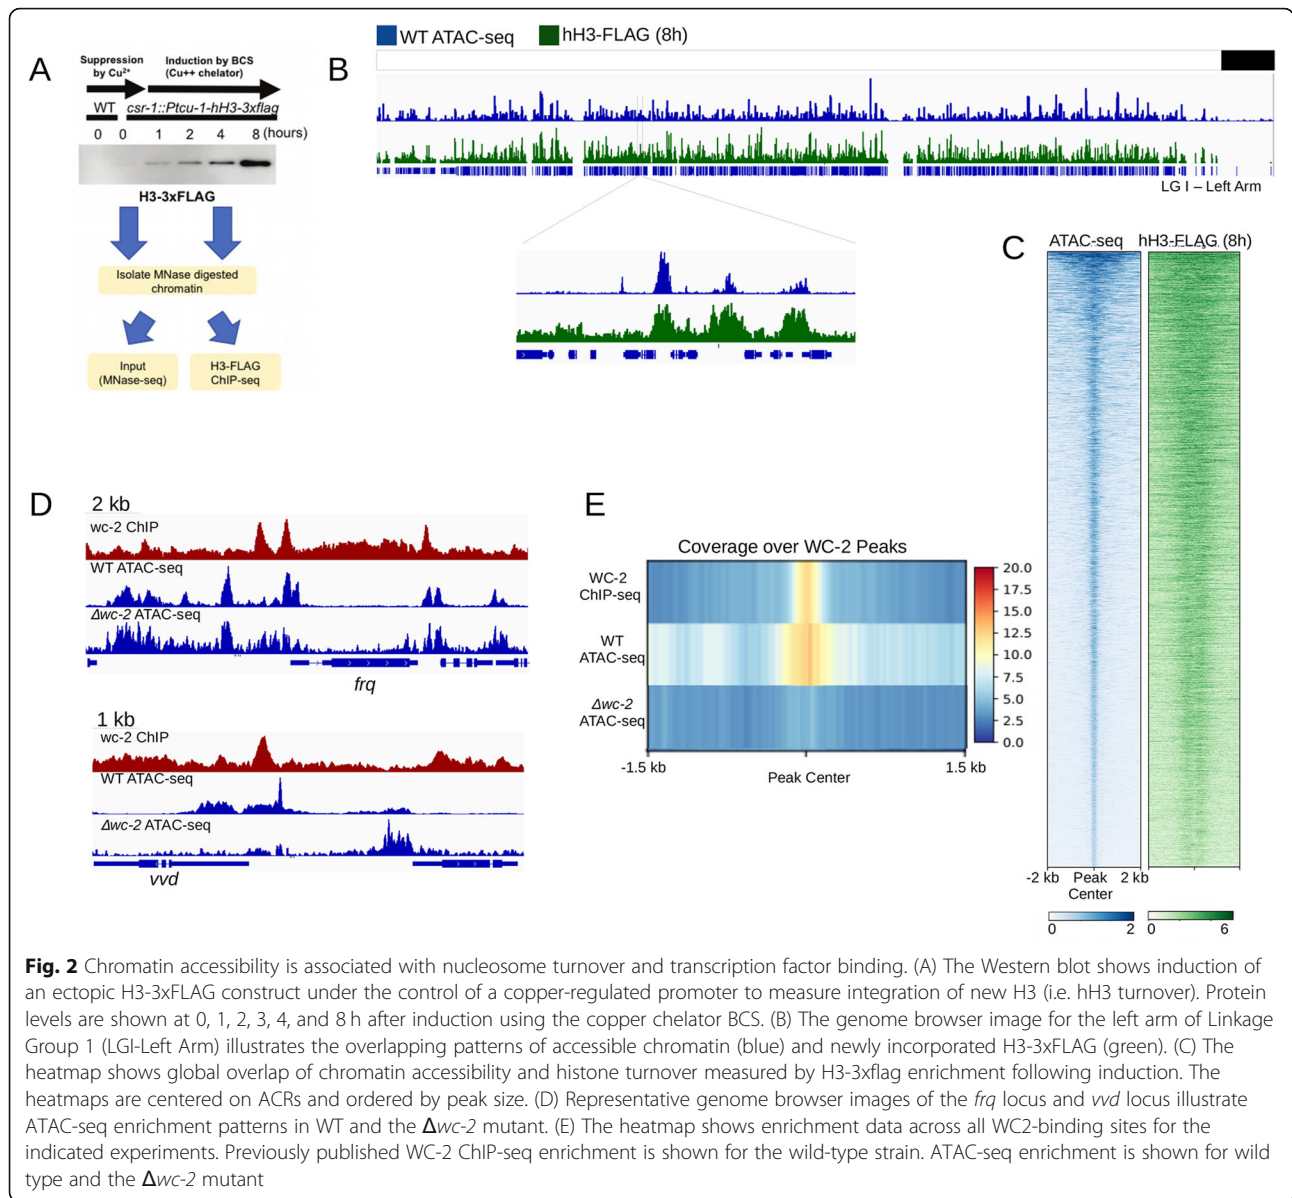 A
Suppression
by Cu2+
Induction by BCS
(Cu++ chelator)
WT
csr-1::Ptcu-1-hH3-3xflag
0 0 1 2 4 8 (hours)
H3-3xFLAG
Isolate MNase digested
chromatin
Input
(MNase-seq)
H3-FLAG
ChIP-seq
B
WT ATAC-seq
hH3-FLAG (8h)
LG I – Left Arm
C
ATAC-seq
hH3-FLAG (8h)
-2 kb
Peak
Center
2 kb
0 2
0 6
D
2 kb
wc-2 ChIP
WT ATAC-seq
Δwc-2 ATAC-seq
frq
1 kb
wc-2 ChIP
WT ATAC-seq
Δwc-2 ATAC-seq
vvd
E
Coverage over WC-2 Peaks
WC-2
ChIP-seq
WT
ATAC-seq
Δwc-2
ATAC-seq
-1.5 kb
Peak Center
1.5 kb
20.0
17.5
15.0
12.5
10.0
7.5
5.0
2.5
0.0
Fig. 2 Chromatin accessibility is associated with nucleosome turnover and transcription factor binding. (A) The Western blot shows induction of
an ectopic H3-3xFLAG construct under the control of a copper-regulated promoter to measure integration of new H3 (i.e. hH3 turnover). Protein
levels are shown at 0, 1, 2, 3, 4, and 8 h after induction using the copper chelator BCS. (B) The genome browser image for the left arm of Linkage
Group 1 (LGI-Left Arm) illustrates the overlapping patterns of accessible chromatin (blue) and newly incorporated H3-3xFLAG (green). (C) The
heatmap shows global overlap of chromatin accessibility and histone turnover measured by H3-3xflag enrichment following induction. The
heatmaps are centered on ACRs and ordered by peak size. (D) Representative genome browser images of the frq locus and vvd locus illustrate
ATAC-seq enrichment patterns in WT and the Δwc-2 mutant. (E) The heatmap shows enrichment data across all WC2-binding sites for the
indicated experiments. Previously published WC-2 ChIP-seq enrichment is shown for the wild-type strain. ATAC-seq enrichment is shown for wild
type and the Δwc-2 mutant